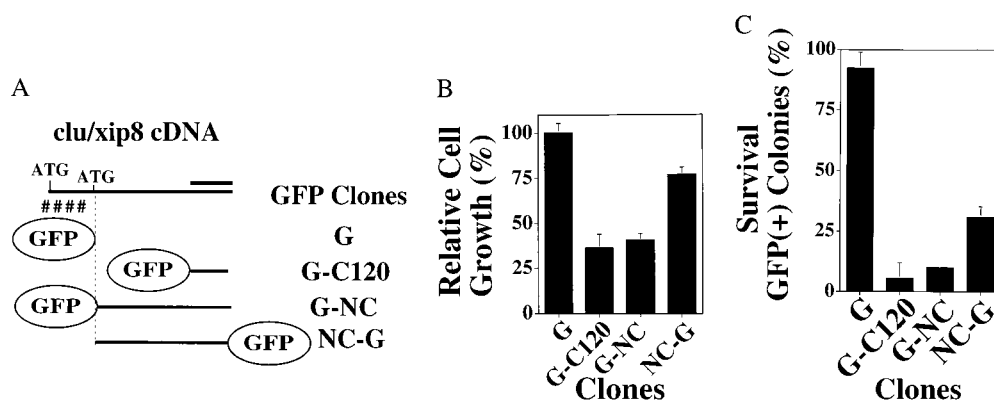 A
clu/xip8 cDNA
ATG
ATG
GFP Clones
####
GFP
G
GFP
G-C120
GFP
G-NC
GFP
NC-G
B
Relative Cell
Growth (%)
100
75
50
25
0
G
G-C120
G-NC
NC-G
Clones
C
Survival
GFP(+) Colonies (%)
100
75
50
25
0
G
G-C120
G-NC
NC-G
Clones